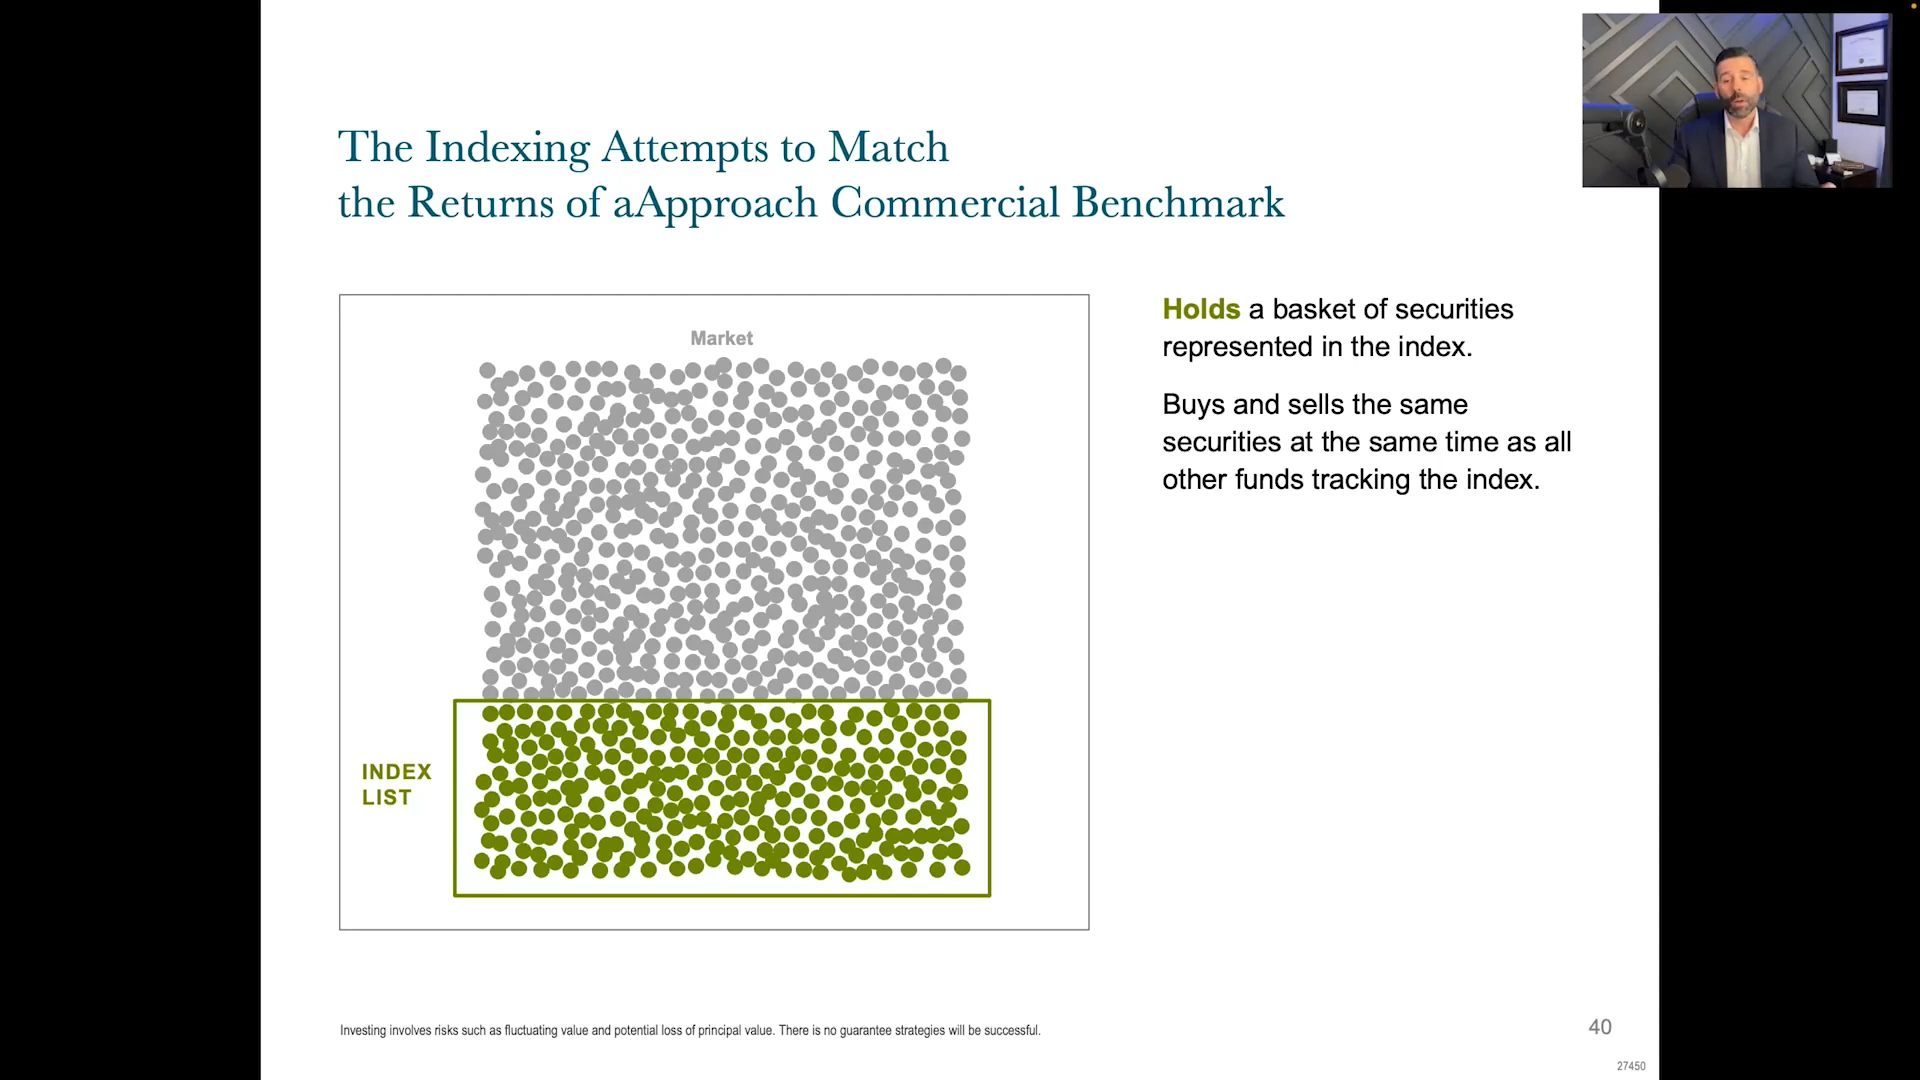 The Indexing Attempts to Match
the Returns of aApproach Commercial Benchmark
Market
INDEX
LIST
Holds a basket of securities
represented in the index.
Buys and sells the same
securities at the same time as all
other funds tracking the index.
Investing involves risks such as fluctuating value and potential loss of principal value. There is no guarantee strategies will be successful.
40
27450